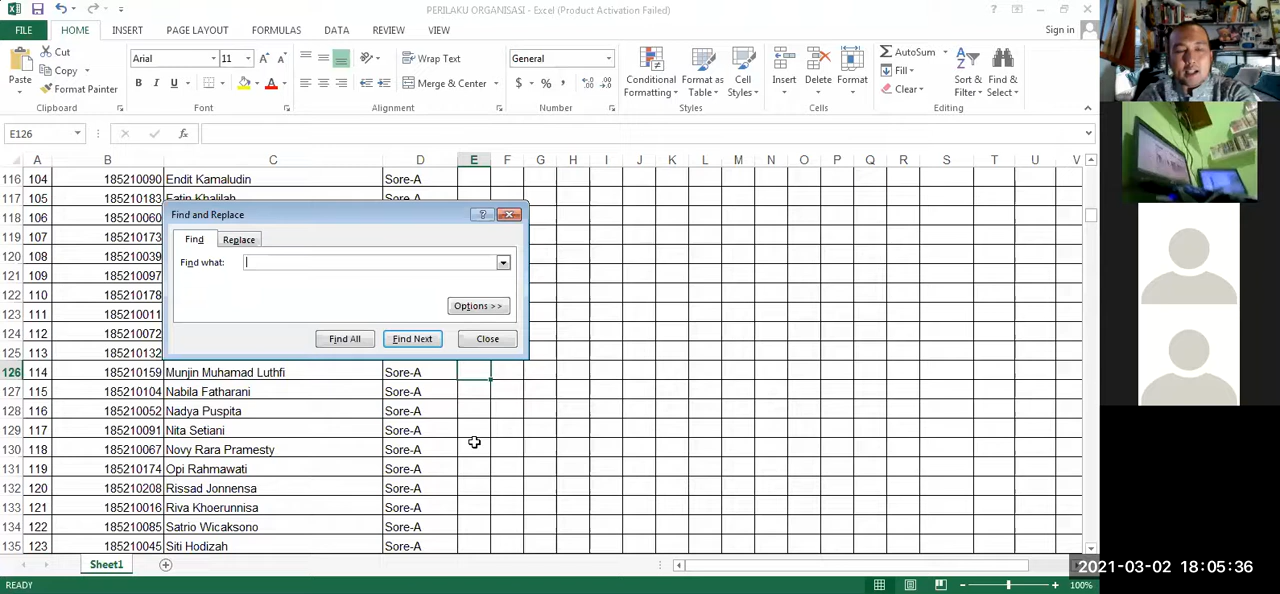 PERILAKU ORGANISASI - Excel (Product Activation Failed)
FILE HOME INSERT PAGE LAYOUT FORMULAS DATA REVIEW VIEW Sign in
Paste Cut Copy Format Painter
Clipboard
Arial 11
B I U
Font
Wrap Text
Merge & Center
Alignment
General
$ % ,
Number
Conditional Formatting Format as Table Cell Styles
Styles
Insert Delete Format
Cells
AutoSum Fill Clear Sort & Filter Find & Select
Editing
E126 fx
A B C D E F G H I J K L M N O P Q R S T U V
116 104 185210090 Endit Kamaludin Sore-A
117 105 185210183 Fatin Khalilah Sore-A
118 106 185210060
119 107 185210173
120 108 185210039
121 109 185210097
122 110 185210178
123 111 185210011
124 112 185210072
125 113 185210132
Find and Replace
Find Replace
Find what:
Options >>
Find All Find Next Close
126 114 185210159 Munjin Muhamad Luthfi Sore-A
127 115 185210104 Nabila Fatharani Sore-A
128 116 185210052 Nadya Puspita Sore-A
129 117 185210091 Nita Setiani Sore-A
130 118 185210067 Novy Rara Pramesty Sore-A
131 119 185210174 Opi Rahmawati Sore-A
132 120 185210208 Rissad Jonnensa Sore-A
133 121 185210016 Riva Khoerunnisa Sore-A
134 122 185210085 Satrio Wicaksono Sore-A
135 123 185210045 Siti Hodizah Sore-A
Sheet1
READY 100%
2021-03-02 18:05:36